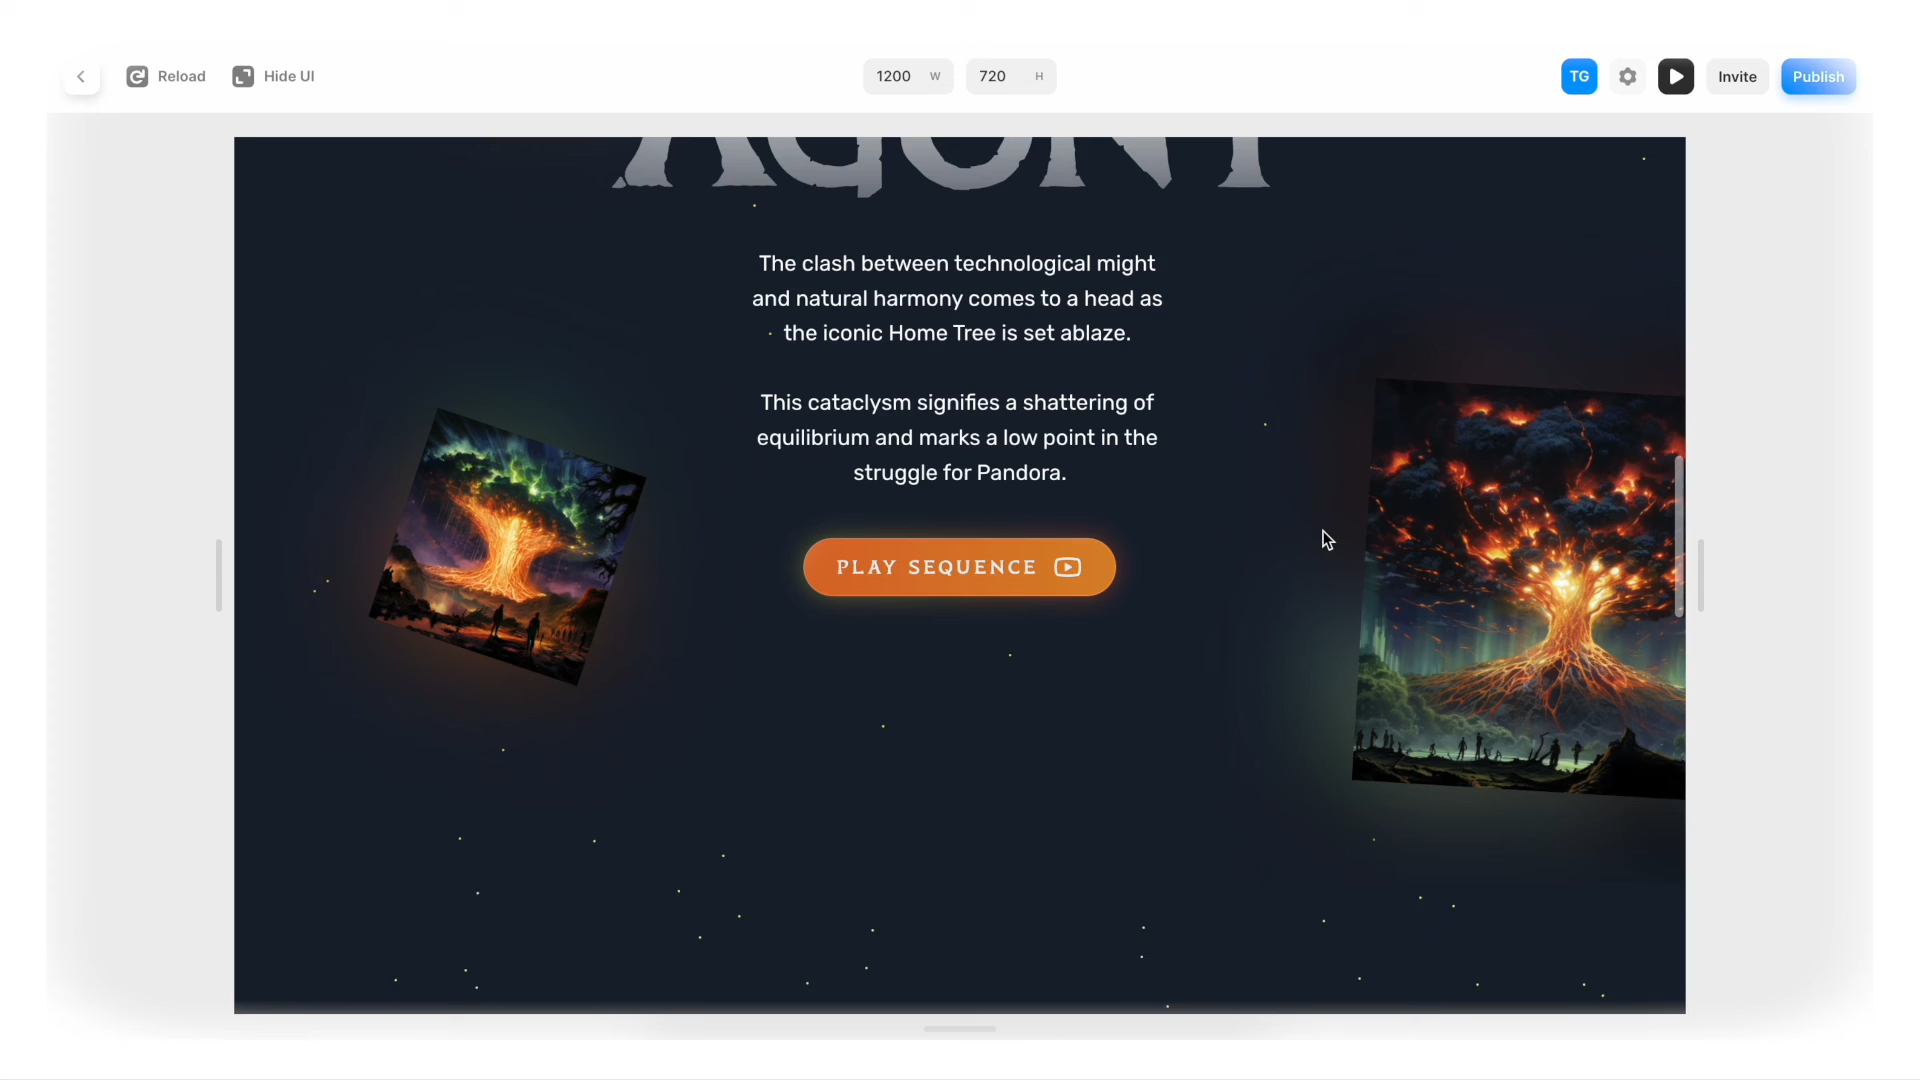 Reload
Hide UI
1200 W
720 H
TG
Invite
Publish
AGONY
The clash between technological might
and natural harmony comes to a head as
the iconic Home Tree is set ablaze.
This cataclysm signifies a shattering of
equilibrium and marks a low point in the
struggle for Pandora.
PLAY SEQUENCE